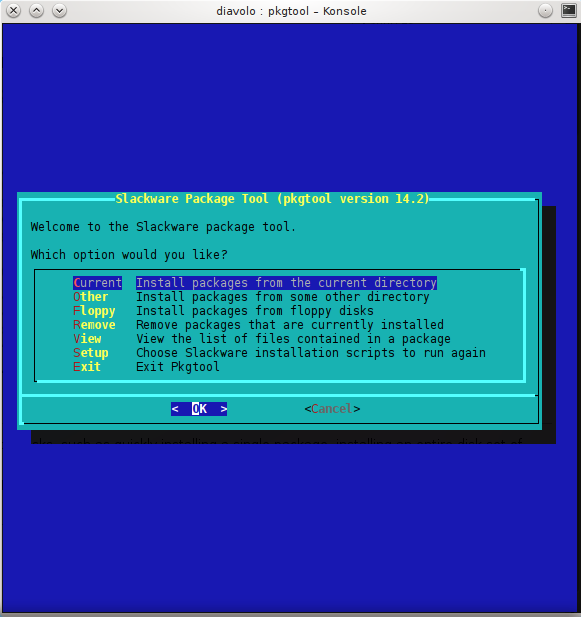 diavolo : pkgtool – Konsole
Slackware Package Tool (pkgtool version 14.2)
Welcome to the Slackware package tool.
Which option would you like?
Current Install packages from the current directory
Other Install packages from some other directory
Floppy Install packages from floppy disks
Remove Remove packages that are currently installed
View View the list of files contained in a package
Setup Choose Slackware installation scripts to run again
Exit Exit Pkgtool
< OK > <Cancel>